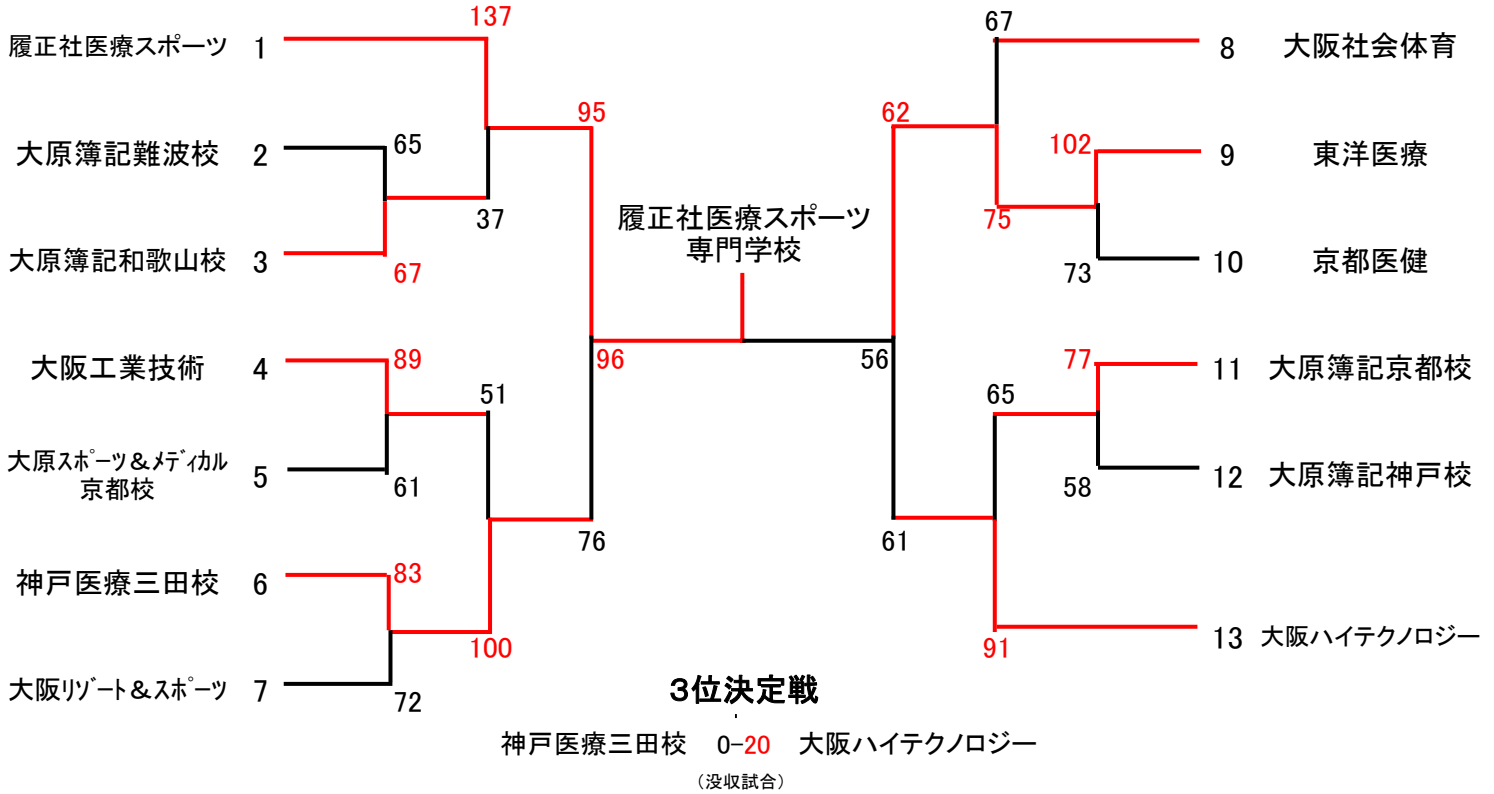 137
履正社医療スポーツ 1
95
大原簿記難波校 2
65
37
大原簿記和歌山校 3
67
大阪工業技術 4
89
51
大原スポーツ&メディカル
京都校
5
61
76
神戸医療三田校 6
83
100
大阪リゾート&スポーツ 7
72
履正社医療スポーツ
専門学校
96
56
67
8 大阪社会体育
62
102
9 東洋医療
75
73
10 京都医健
77
11 大原簿記京都校
65
58
12 大原簿記神戸校
61
91
13 大阪ハイテクノロジー
3位決定戦
神戸医療三田校 0-20 大阪ハイテクノロジー
(没収試合)